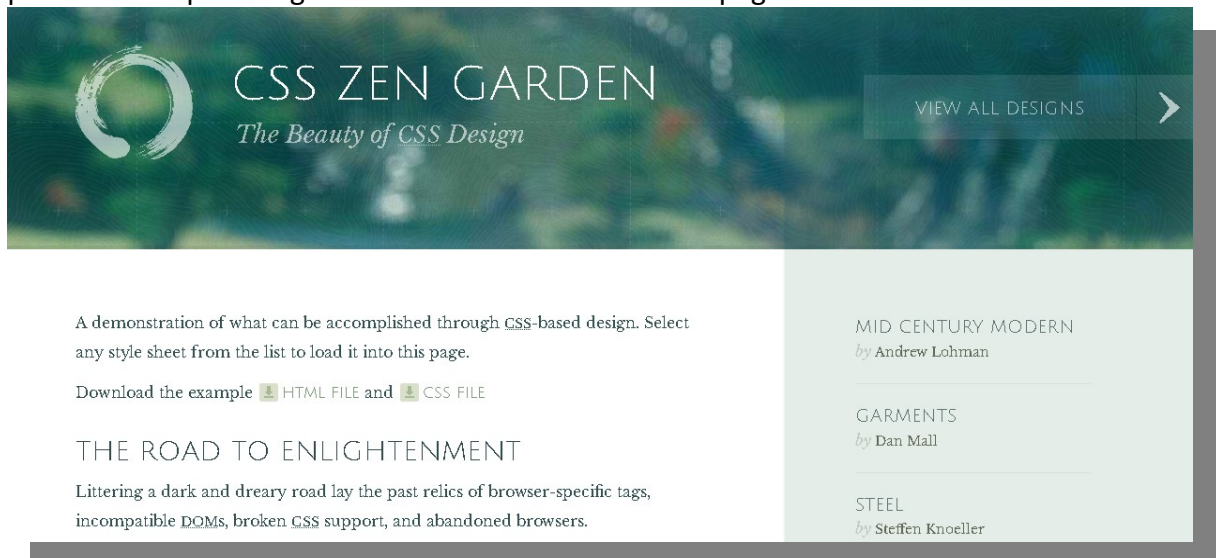 CSS ZEN GARDEN
The Beauty of CSS Design
VIEW ALL DESIGNS
A demonstration of what can be accomplished through CSS-based design. Select
any style sheet from the list to load it into this page.
Download the example HTML FILE and CSS FILE
THE ROAD TO ENLIGHTENMENT
Littering a dark and dreary road lay the past relics of browser-specific tags,
incompatible DOMs, broken CSS support, and abandoned browsers.
MID CENTURY MODERN
by Andrew Lohman
GARMENTS
by Dan Mall
STEEL
by Steffen Knoeller